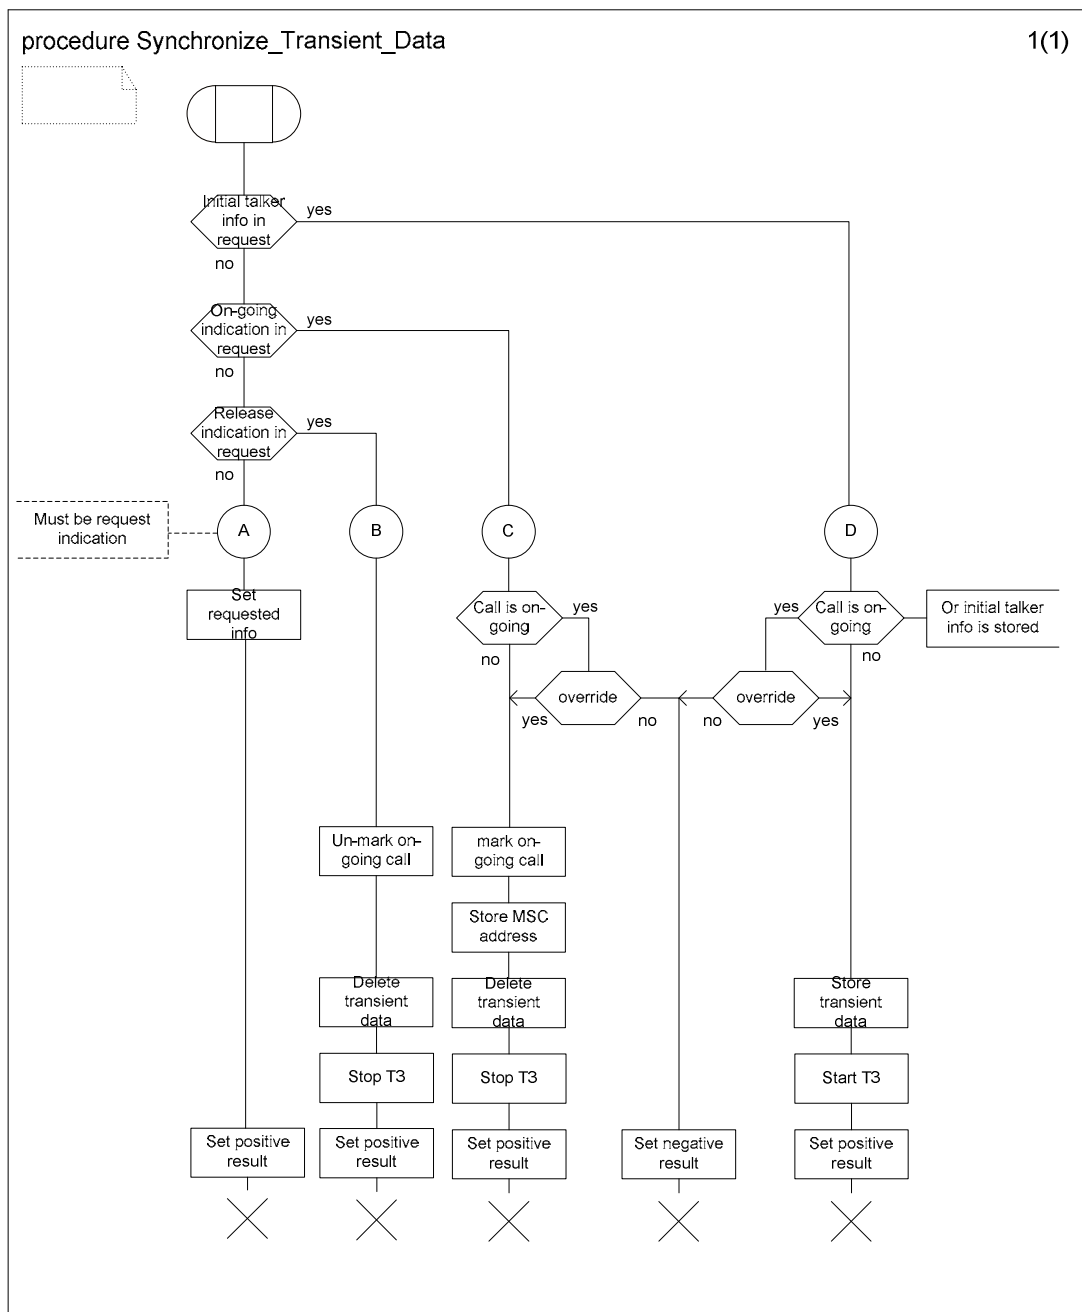 procedure Synchronize_Transient_Data
1(1)
Initial talker
info in
request
yes
no
On-going
indication in
request
yes
no
Release
indication in
request
yes
no
Must be request
indication
A
B
C
D
Set
requested
info
Call is on-
going
yes
no
yes
Call is on-
going
no
Or initial talker
info is stored
override
yes
no
override
no
yes
Un-mark on-
going call
mark on-
going call
Store MSC
address
Delete
transient
data
Delete
transient
data
Store
transient
data
Stop T3
Stop T3
Start T3
Set positive
result
Set positive
result
Set positive
result
Set negative
result
Set positive
result